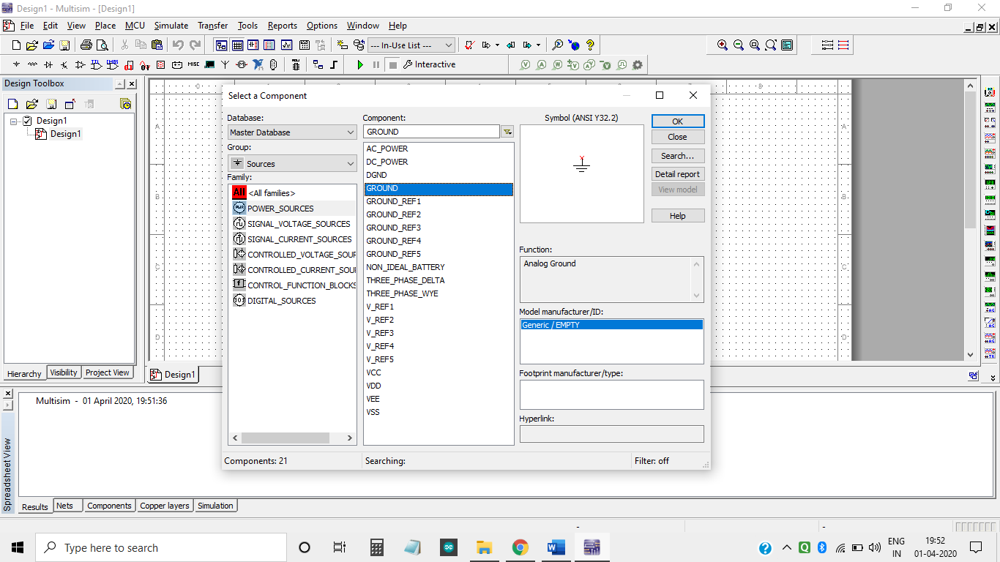 Design1 - Multisim - [Design1]
File Edit View Place MCU Simulate Transfer Tools Reports Options Window Help
--- In-Use List ---
MISC
Interactive
Design Toolbox
Design1
Design1
Hierarchy Visibility Project View
0
7
8
A
B
C
D
A
B
C
D
Design1
Select a Component
Database:
Master Database
Group:
Sources
Family:
All <All families>
POWER_SOURCES
SIGNAL_VOLTAGE_SOURCES
SIGNAL_CURRENT_SOURCES
CONTROLLED_VOLTAGE_SOUR
CONTROLLED_CURRENT_SOU
CONTROL_FUNCTION_BLOCKS
DIGITAL_SOURCES
Component:
GROUND
AC_POWER
DC_POWER
DGND
GROUND
GROUND_REF1
GROUND_REF2
GROUND_REF3
GROUND_REF4
GROUND_REF5
NON_IDEAL_BATTERY
THREE_PHASE_DELTA
THREE_PHASE_WYE
V_REF1
V_REF2
V_REF3
V_REF4
V_REF5
VCC
VDD
VEE
VSS
Symbol (ANSI Y32.2)
OK
Close
Search...
Detail report
View model
Help
Function:
Analog Ground
Model manufacturer/ID:
Generic / EMPTY
Footprint manufacturer/type:
Hyperlink:
Components: 21
Searching:
Filter: off
Multisim - 01 April 2020, 19:51:36
Spreadsheet View
Results Nets Components Copper layers Simulation
- -
Type here to search
ENG
IN
19:52
01-04-2020